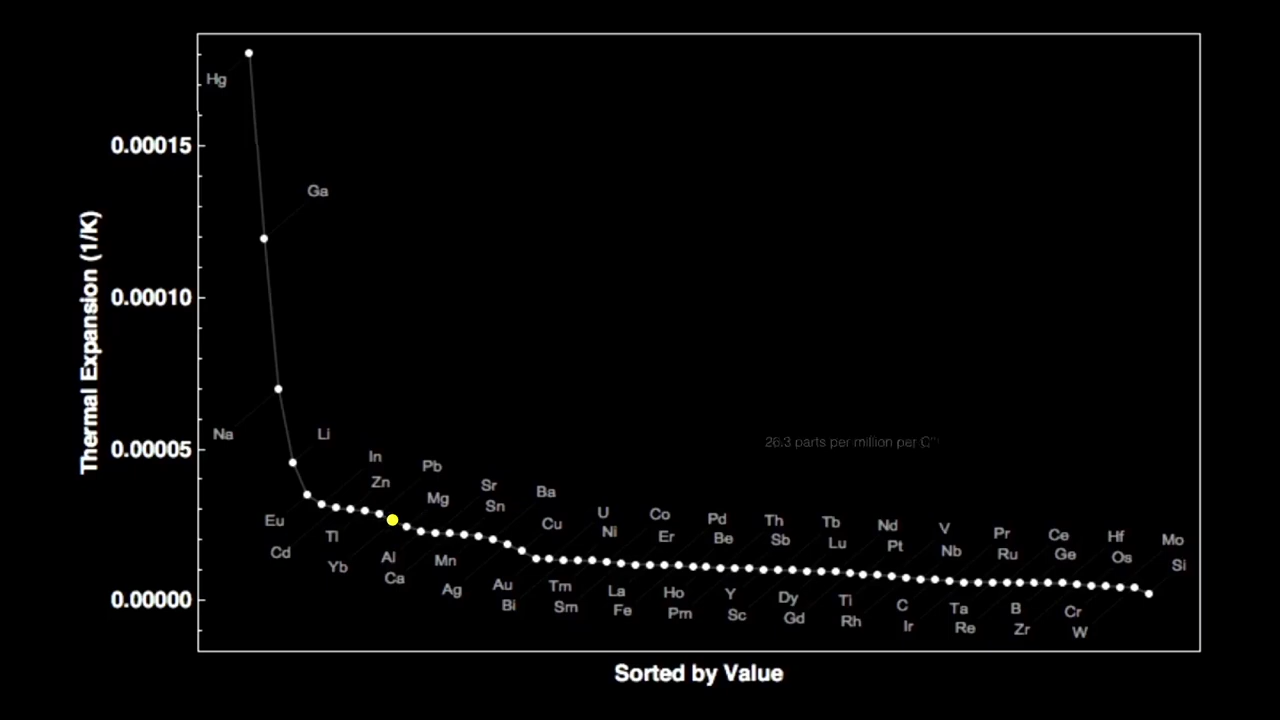 Hg
Ga
0.00015
0.00010
0.00005
0.00000
Thermal Expansion (1/K)
Na
Li
In
Zn
Pb
Mg
Sr
Sn
Ba
Cu
U
Ni
Co
Er
Pd
Be
Th
Sb
Tb
Lu
Nd
Pt
V
Nb
Pr
Ru
Ce
Ge
Hf
Os
Mo
Si
26.3 parts per million per C°
Eu
Cd
Tl
Yb
Al
Ca
Mn
Ag
Au
Bi
Tm
Sm
La
Fe
Ho
Pm
Y
Sc
Dy
Gd
Ti
Rh
C
Ir
Ta
Re
B
Zr
Cr
W
Sorted by Value